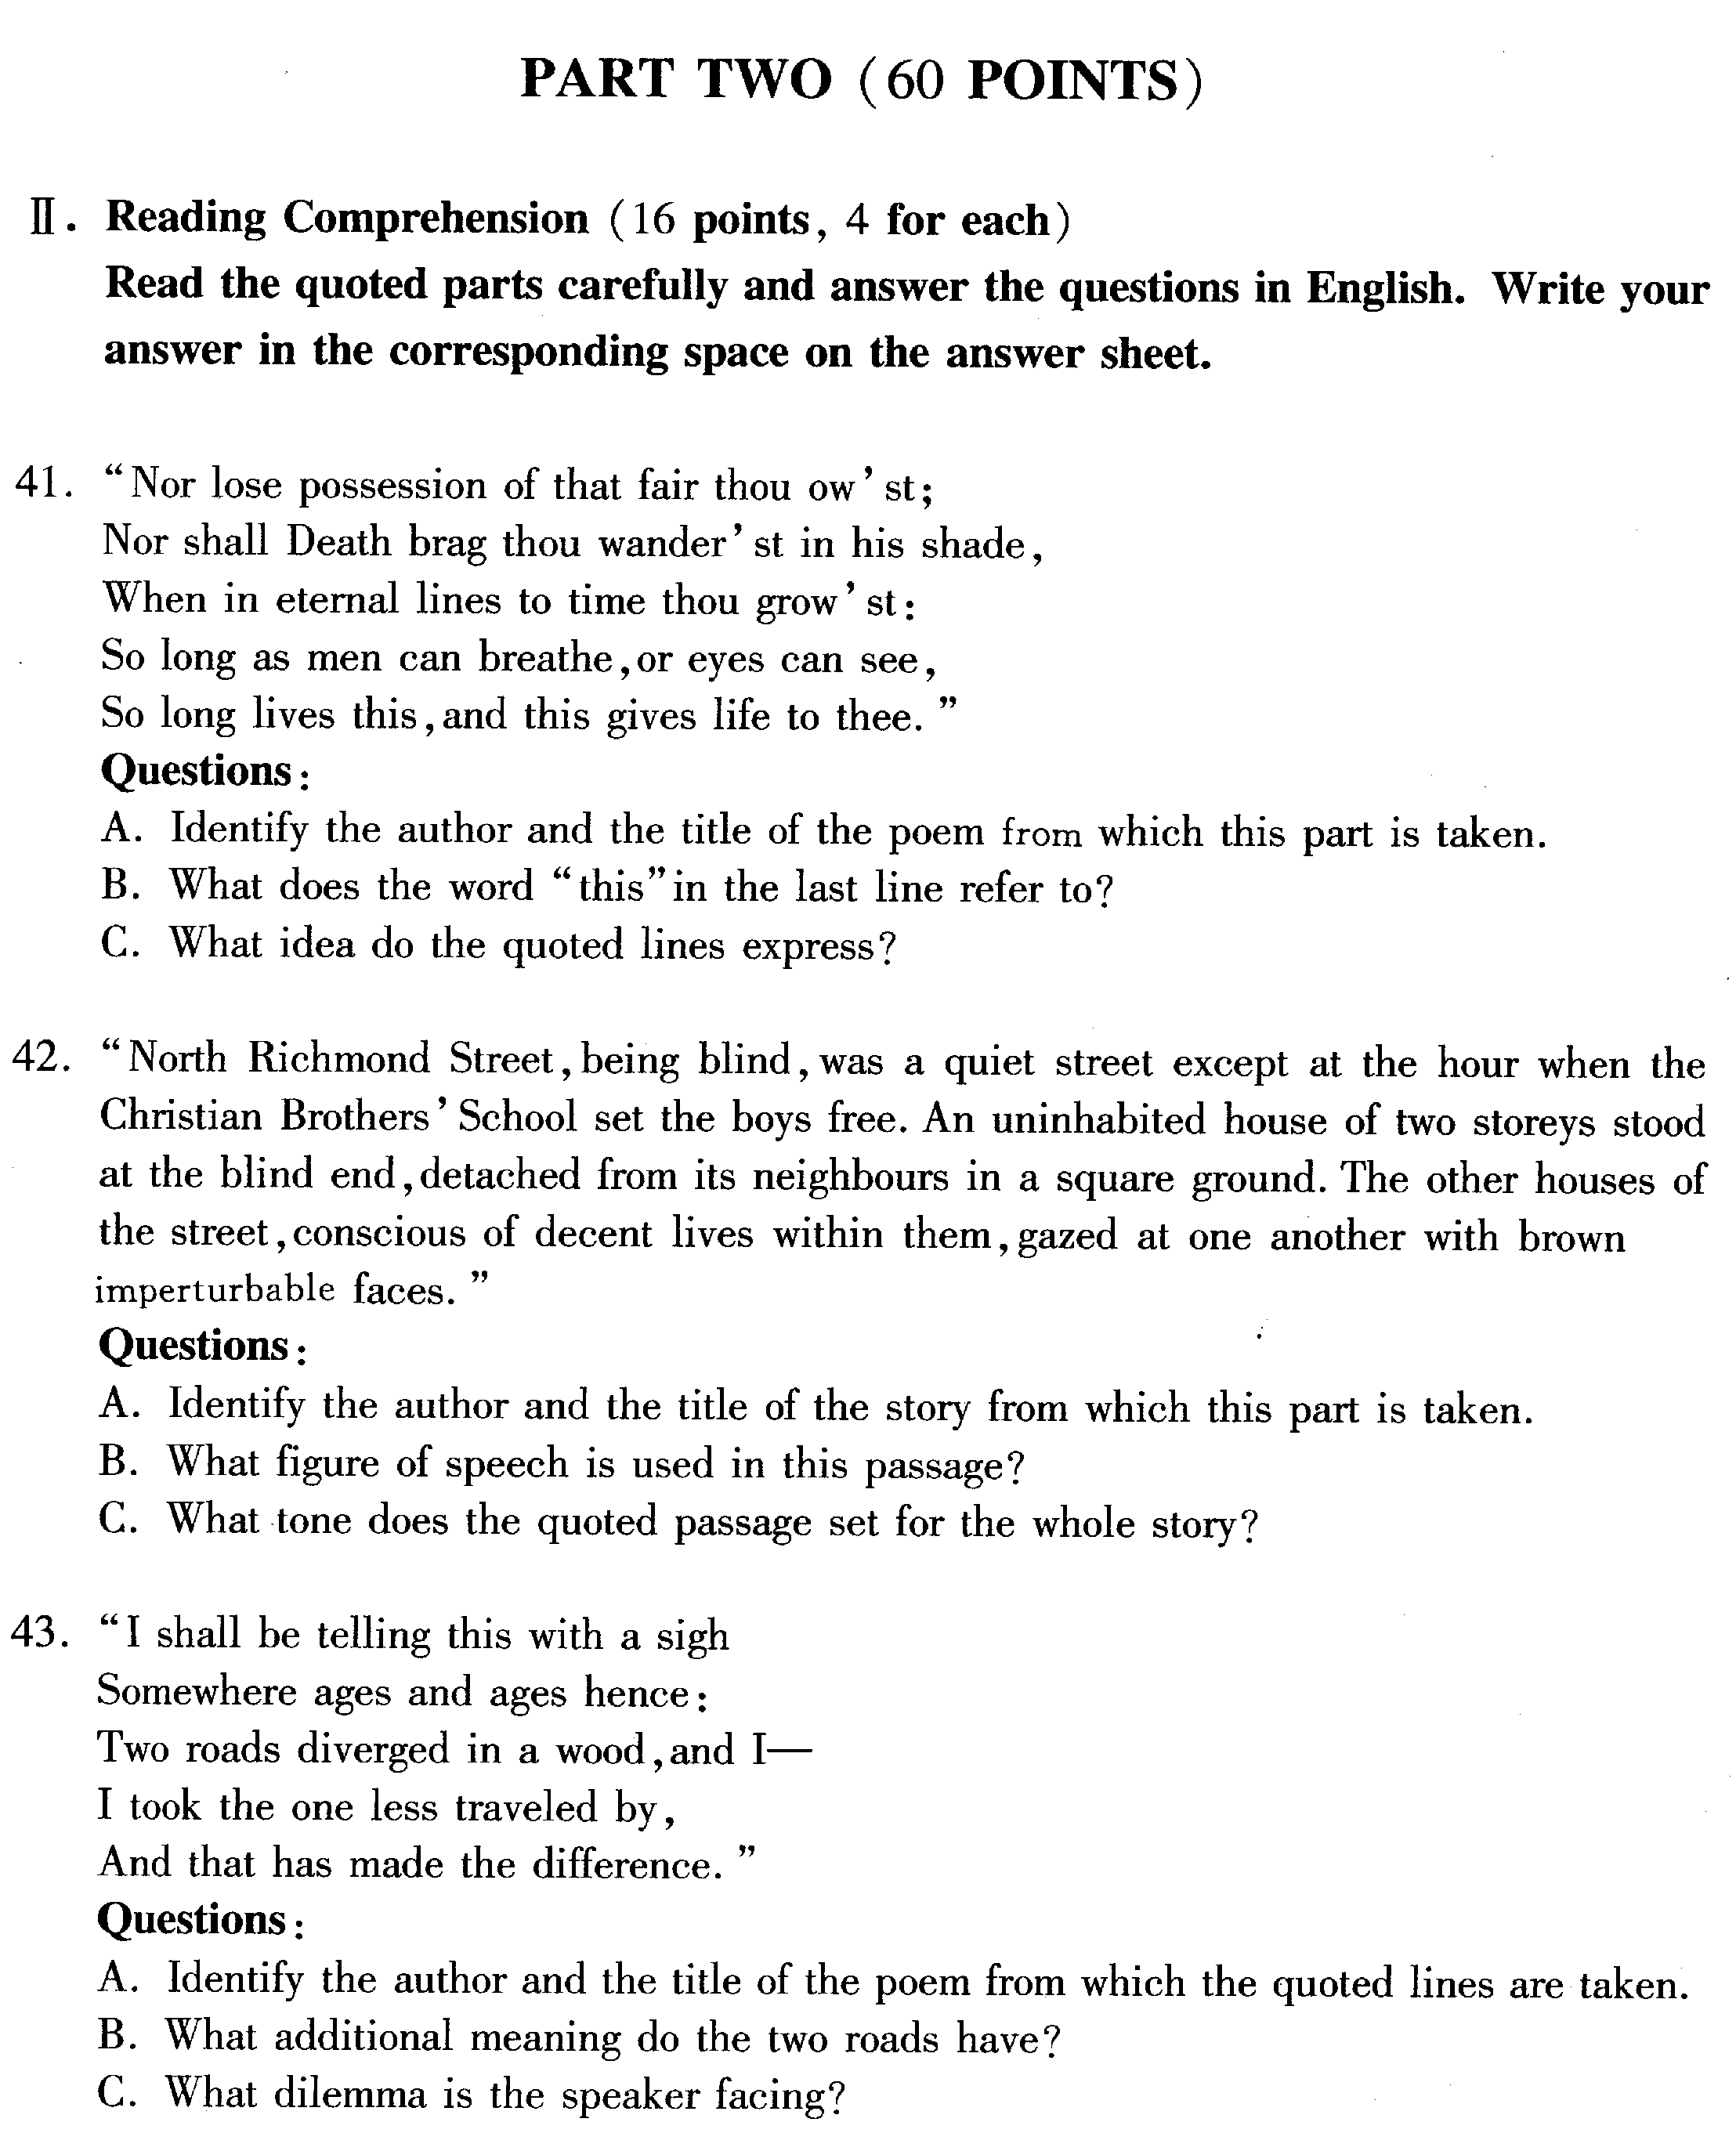 PART TWO (60 POINTS)
Ⅱ. Reading Comprehension (16 points, 4 for each)
Read the quoted parts carefully and answer the questions in English. Write your
answer in the corresponding space on the answer sheet.
41. “Nor lose possession of that fair thou ow’st;
Nor shall Death brag thou wander’st in his shade,
When in eternal lines to time thou grow’st:
So long as men can breathe,or eyes can see,
So long lives this,and this gives life to thee.”
Questions:
A. Identify the author and the title of the poem from which this part is taken.
B. What does the word “this”in the last line refer to?
C. What idea do the quoted lines express?
42. “North Richmond Street,being blind,was a quiet street except at the hour when the
Christian Brothers’ School set the boys free. An uninhabited house of two storeys stood
at the blind end,detached from its neighbours in a square ground. The other houses of
the street,conscious of decent lives within them,gazed at one another with brown
imperturbable faces.”
Questions:
A. Identify the author and the title of the story from which this part is taken.
B. What figure of speech is used in this passage?
C. What tone does the quoted passage set for the whole story?
43. “I shall be telling this with a sigh
Somewhere ages and ages hence:
Two roads diverged in a wood,and I—
I took the one less traveled by,
And that has made the difference.”
Questions:
A. Identify the author and the title of the poem from which the quoted lines are taken.
B. What additional meaning do the two roads have?
C. What dilemma is the speaker facing?